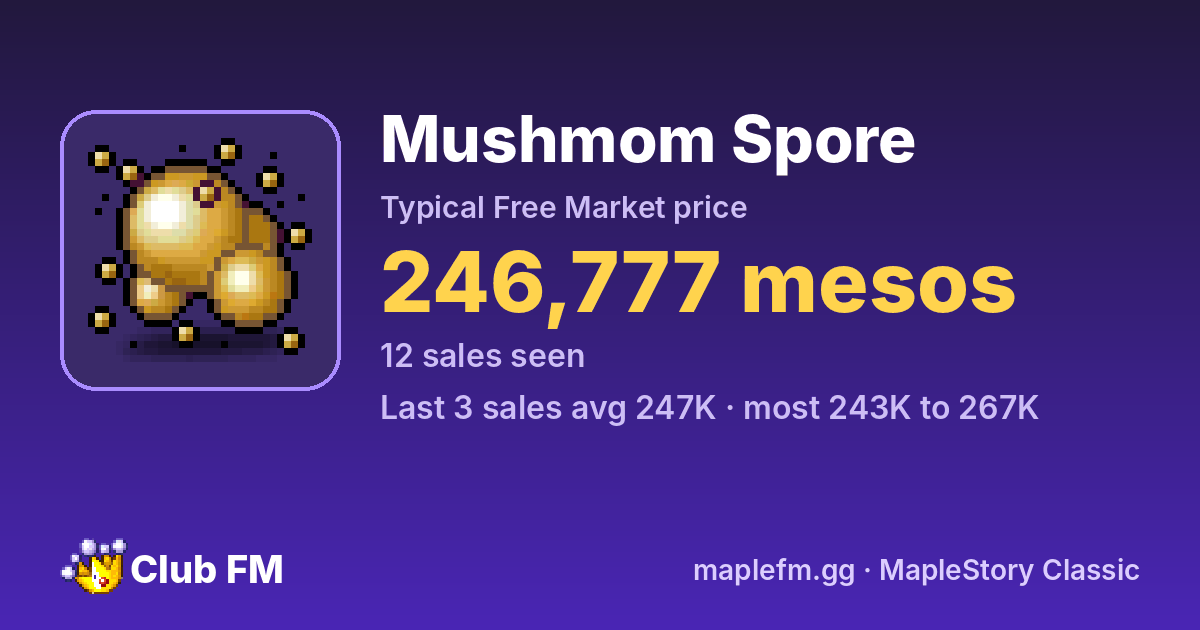 Mushmom Spore
Typical Free Market price
246,777 mesos
12 sales seen
Last 3 sales avg 247K · most 243K to 267K
Club FM
maplefm.gg · MapleStory Classic